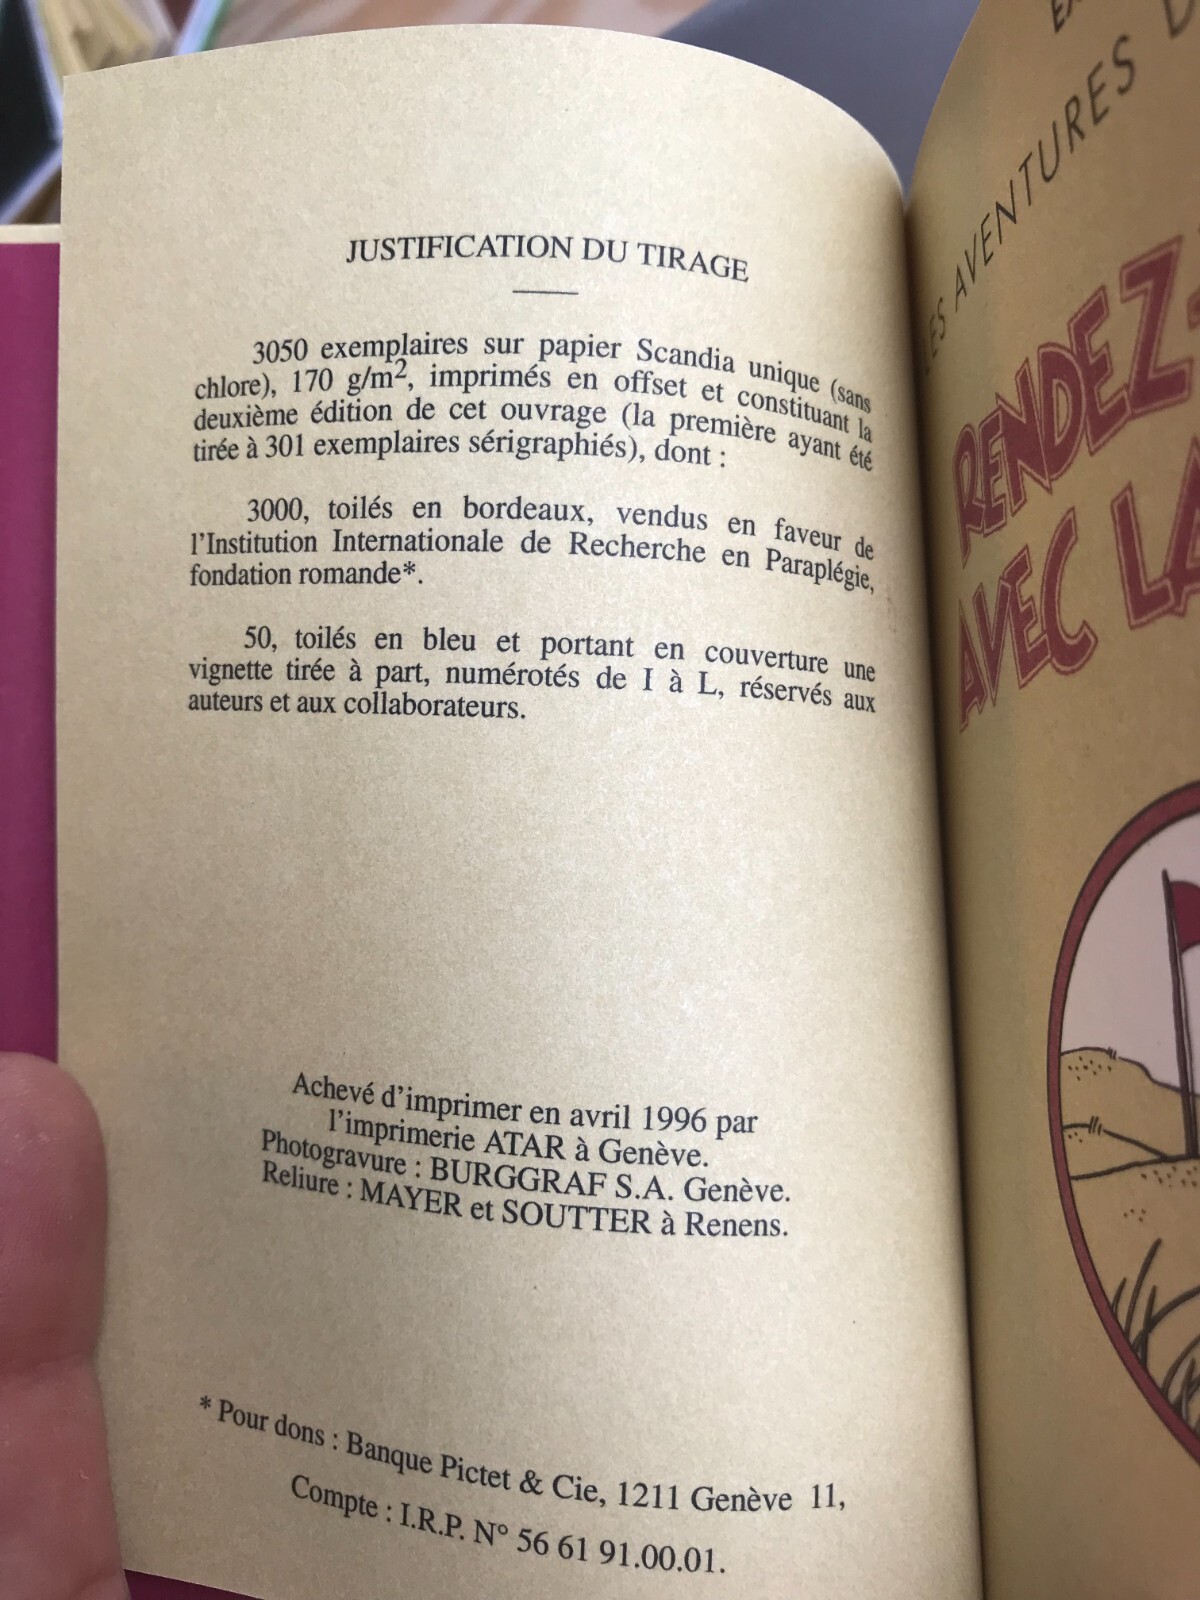 JUSTIFICATION DU TIRAGE
3050 exemplaires sur papier Scandia unique (sans
chlore), 170 g/m², imprimés en offset et constituant la
deuxième édition de cet ouvrage (la première ayant été
tirée à 301 exemplaires sérigraphiés), dont :
3000, toilés en bordeaux, vendus en faveur de
l'Institution Internationale de Recherche en Paraplégie,
fondation romande*.
50, toilés en bleu et portant en couverture une
vignette tirée à part, numérotés de I à L, réservés aux
auteurs et aux collaborateurs.
Achevé d'imprimer en avril 1996 par
l'imprimerie ATAR à Genève.
Photogravure : BURGGRAF S.A. Genève.
Reliure : MAYER et SOUTTER à Renens.
* Pour dons : Banque Pictet & Cie, 1211 Genève 11,
Compte : I.R.P. N° 56 61 91.00.01.
LES AVENTURES
RENDEZ-
AVEC LA